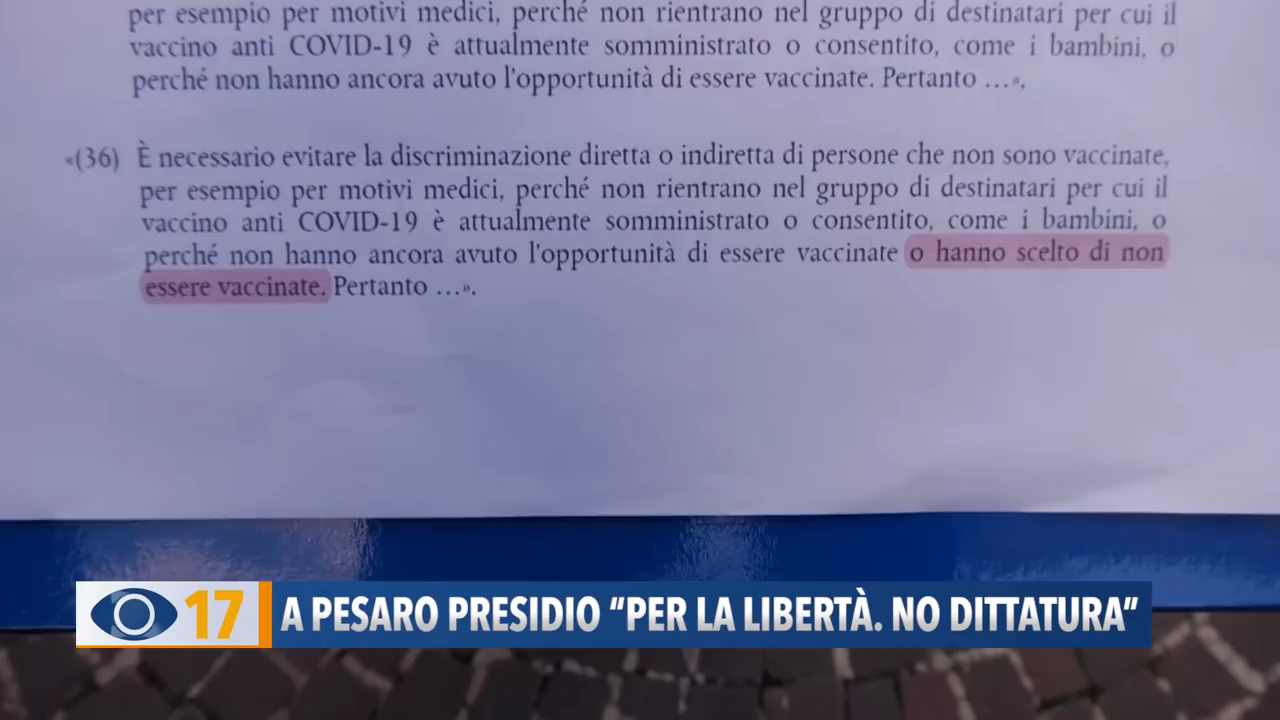 per esempio per motivi medici, perché non rientrano nel gruppo di destinatari per cui il
vaccino anti COVID-19 è attualmente somministrato o consentito, come i bambini, o
perché non hanno ancora avuto l'opportunità di essere vaccinate. Pertanto …»,
«(36) È necessario evitare la discriminazione diretta o indiretta di persone che non sono vaccinate,
per esempio per motivi medici, perché non rientrano nel gruppo di destinatari per cui il
vaccino anti COVID-19 è attualmente somministrato o consentito, come i bambini, o
perché non hanno ancora avuto l'opportunità di essere vaccinate o hanno scelto di non
essere vaccinate. Pertanto …».
17 A PESARO PRESIDIO “PER LA LIBERTÀ. NO DITTATURA”